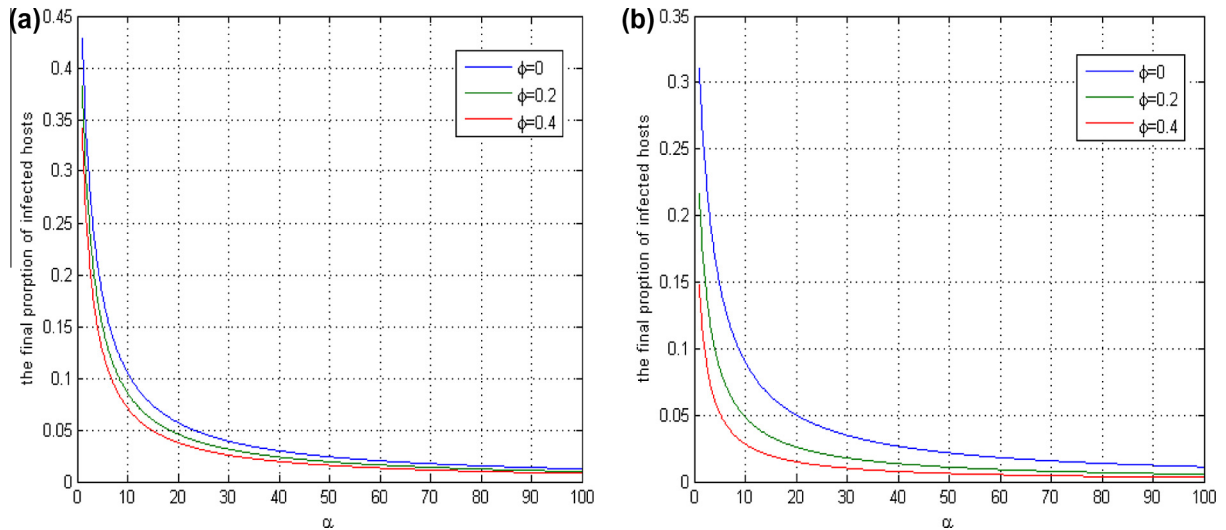 (a)
0.45
0.4
0.35
0.3
0.25
0.2
0.15
0.1
0.05
0
the final prorption of infected hosts
ϕ=0
ϕ=0.2
ϕ=0.4
0 10 20 30 40 50 60 70 80 90 100
α
(b)
0.35
0.3
0.25
0.2
0.15
0.1
0.05
0
the final proption of infected hosts
ϕ=0
ϕ=0.2
ϕ=0.4
0 10 20 30 40 50 60 70 80 90 100
α